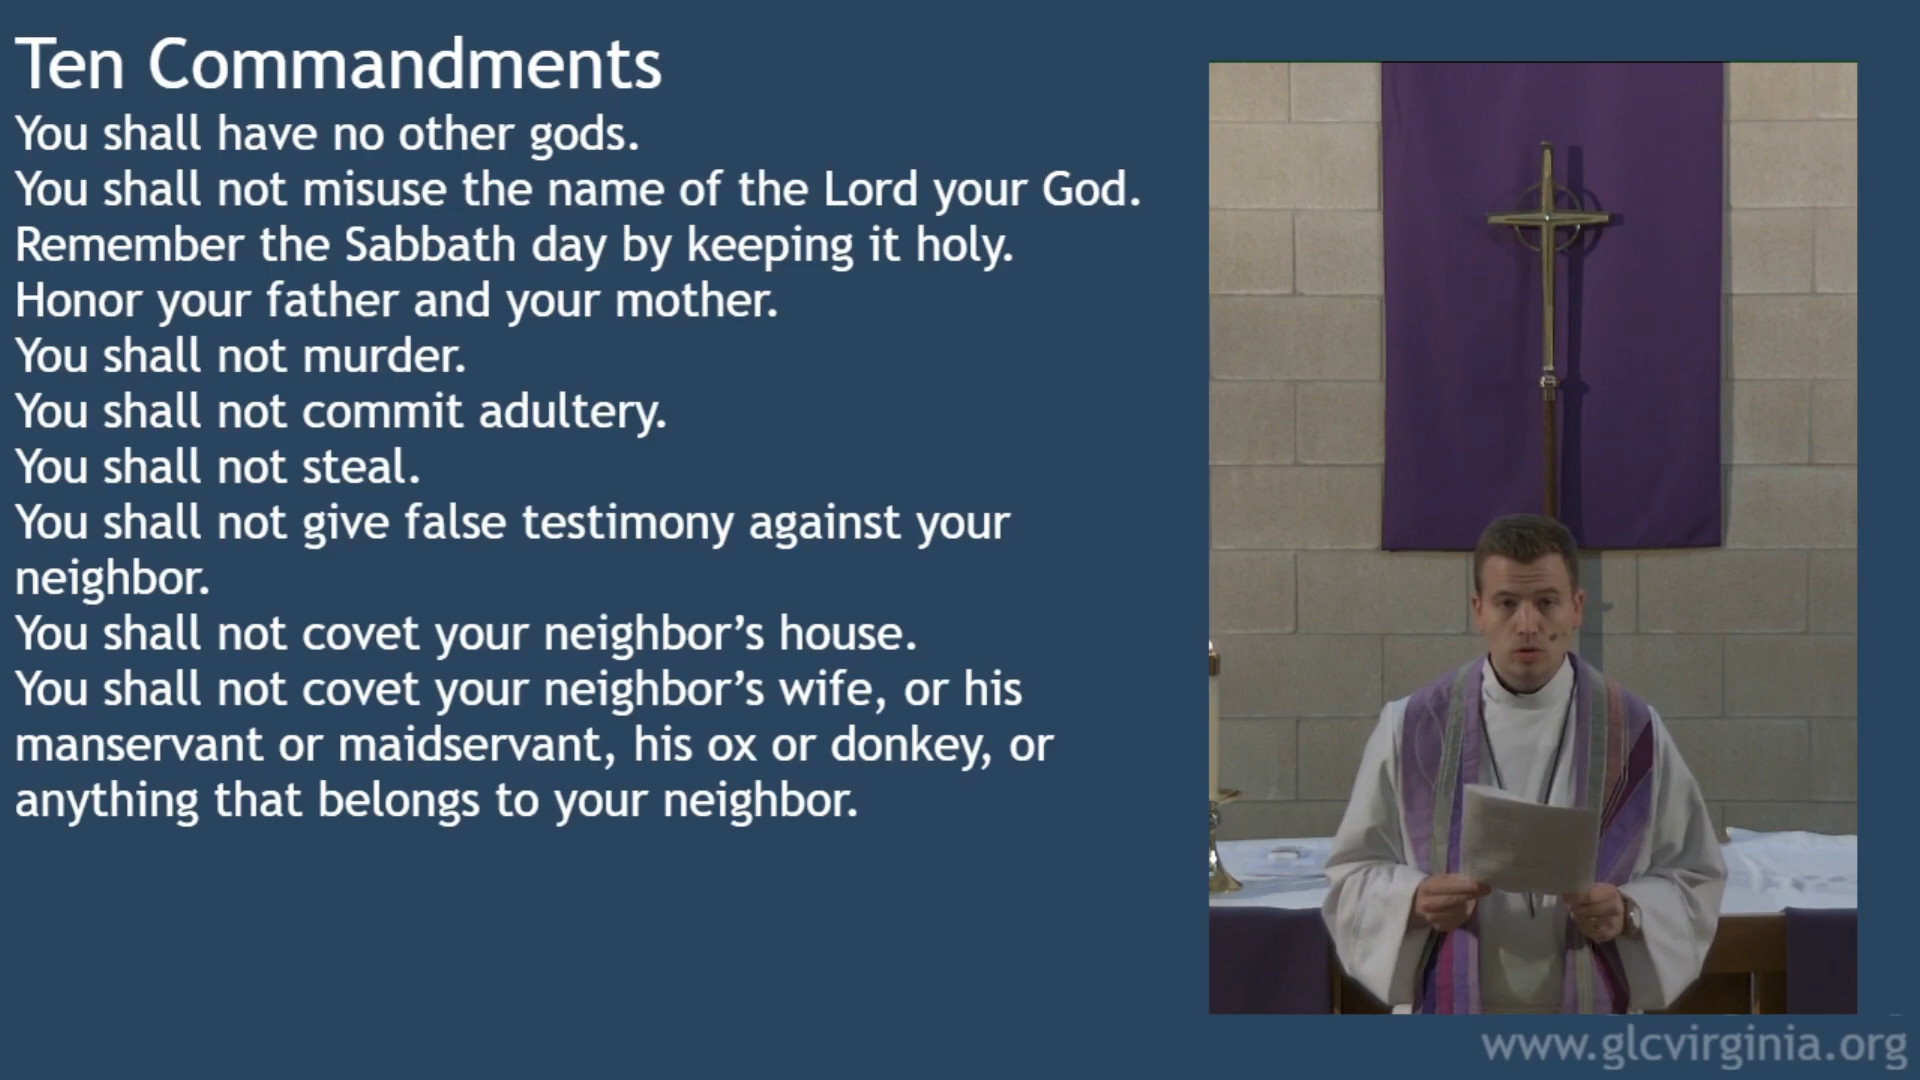 Ten Commandments
You shall have no other gods.
You shall not misuse the name of the Lord your God.
Remember the Sabbath day by keeping it holy.
Honor your father and your mother.
You shall not murder.
You shall not commit adultery.
You shall not steal.
You shall not give false testimony against your
neighbor.
You shall not covet your neighbor’s house.
You shall not covet your neighbor’s wife, or his
manservant or maidservant, his ox or donkey, or
anything that belongs to your neighbor.
www.glcvirginia.org